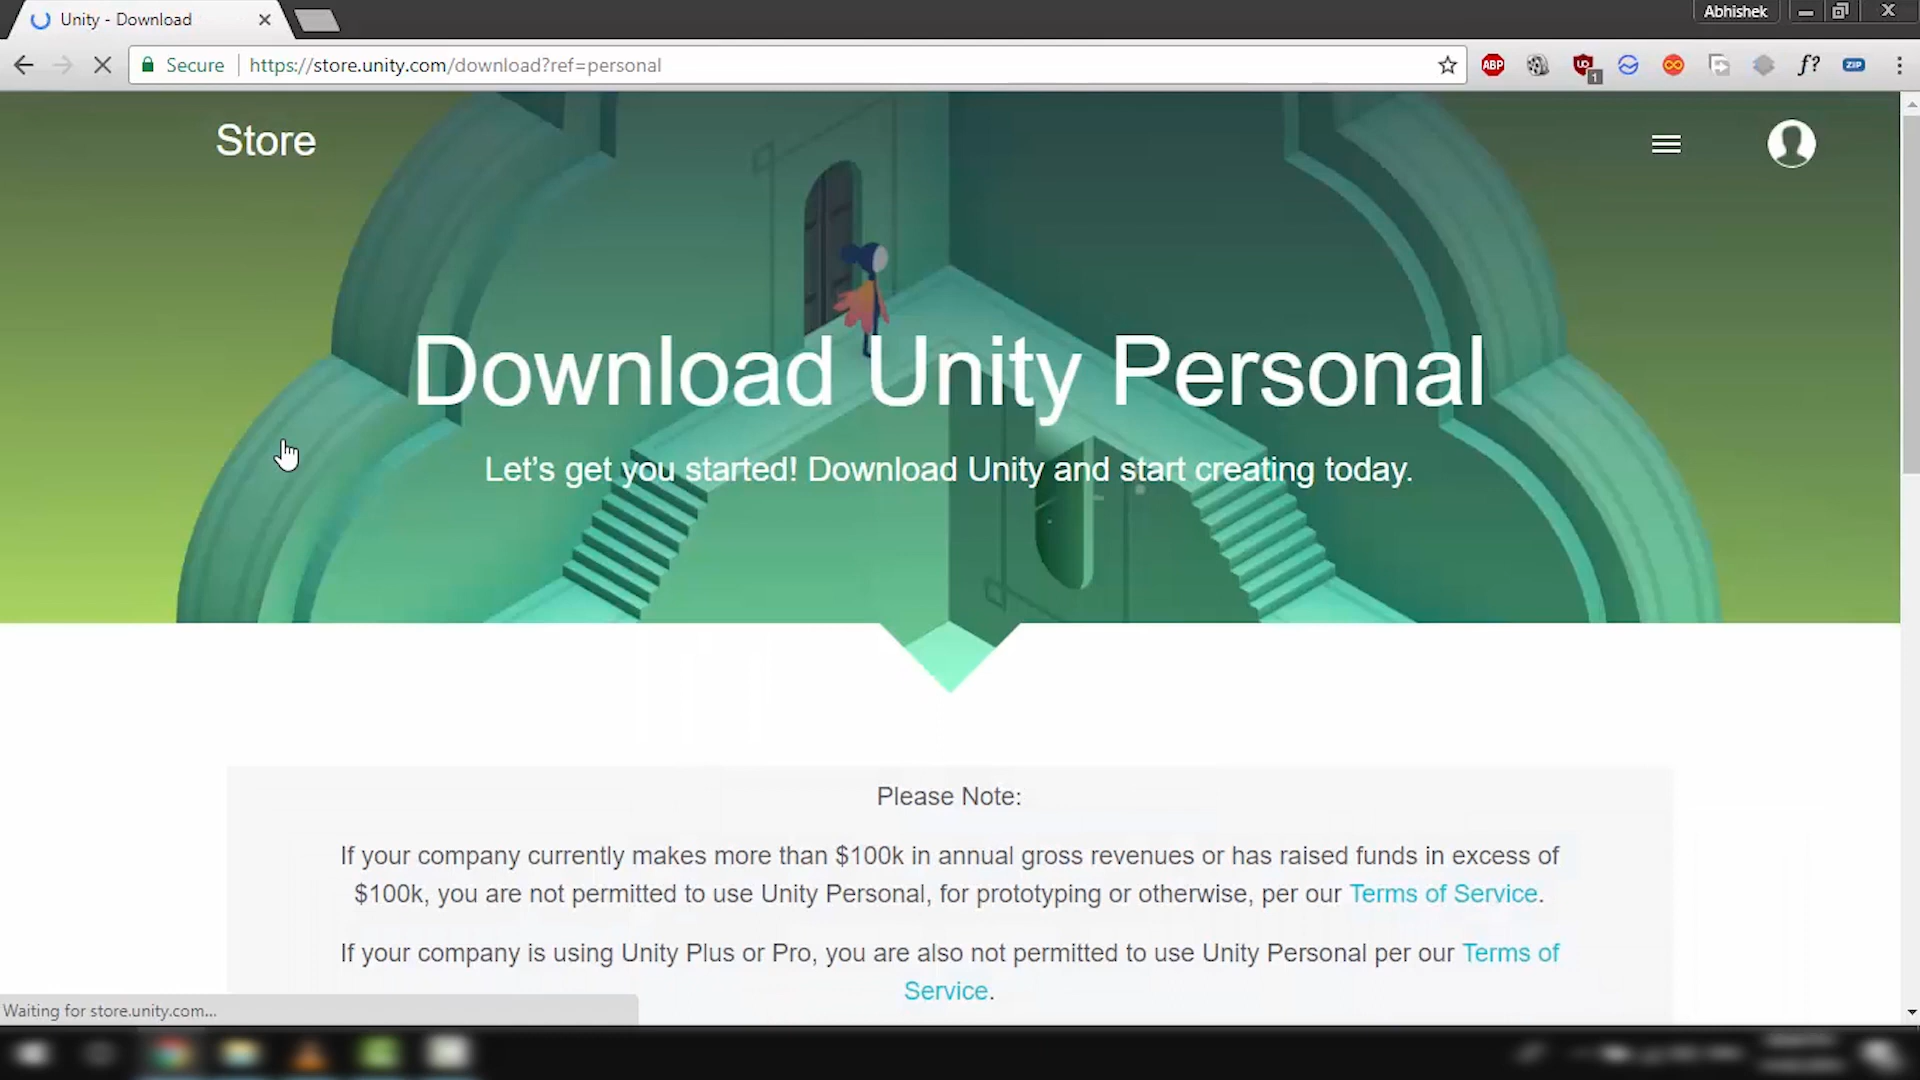 Unity - Download
Abhishek
Secure
https://store.unity.com/download?ref=personal
ABP
UD
1
f?
ZIP
Store
Download Unity Personal
Let's get you started! Download Unity and start creating today.
Please Note:
If your company currently makes more than $100k in annual gross revenues or has raised funds in excess of
$100k, you are not permitted to use Unity Personal, for prototyping or otherwise, per our Terms of Service.
If your company is using Unity Plus or Pro, you are also not permitted to use Unity Personal per our Terms of
Service.
Waiting for store.unity.com...